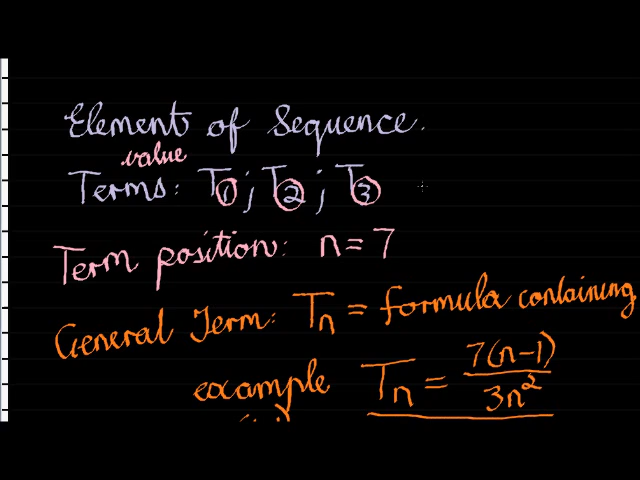 Element of Sequence.
value
Terms: T1; T2; T3
Term position: n = 7
General Term: Tn = formula containing
example Tn = 7(n-1)/3n²